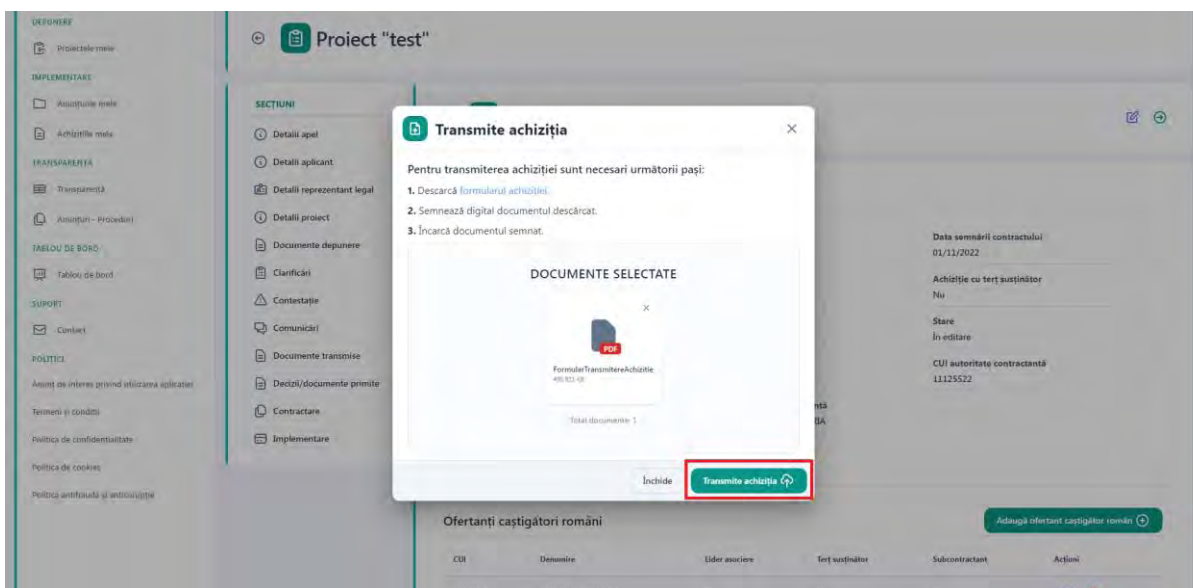 DEPUNERE
Proiectele mele
IMPLEMENTARE
Anunțurile mele
Achizițiile mele
TRANSPARENȚĂ
Transparență
Anunțuri - Proceduri
TABLOU DE BORD
Tablou de bord
SUPORT
Contact
POLITICI
Anunț de interes privind utilizarea aplicației
Termeni și condiții
Politica de confidențialitate
Politica de cookies
Politica antifraudă și anticorupție
Proiect "test"
SECȚIUNI
Detalii apel
Detalii aplicant
Detalii reprezentant legal
Detalii proiect
Documente depunere
Clarificări
Contestație
Comunicări
Documente transmise
Decizii/documente primite
Contractare
Implementare
Transmite achiziția
Pentru transmiterea achiziției sunt necesari următorii pași:
1. Descarcă formularul achiziției.
2. Semnează digital documentul descărcat.
3. Încarcă documentul semnat.
DOCUMENTE SELECTATE
PDF
FormularTransmitereAchizitie
Total documente: 1
Închide
Transmite achiziția
Data semnării contractului
01/11/2022
Achiziție cu terț susținător
Nu
Stare
În editare
CUI autoritate contractantă
11125522
Ofertanți caștigători români
Adaugă ofertant castigător român
CUI Denumire Lider asociere Terț susținător Subcontractant Acțiuni